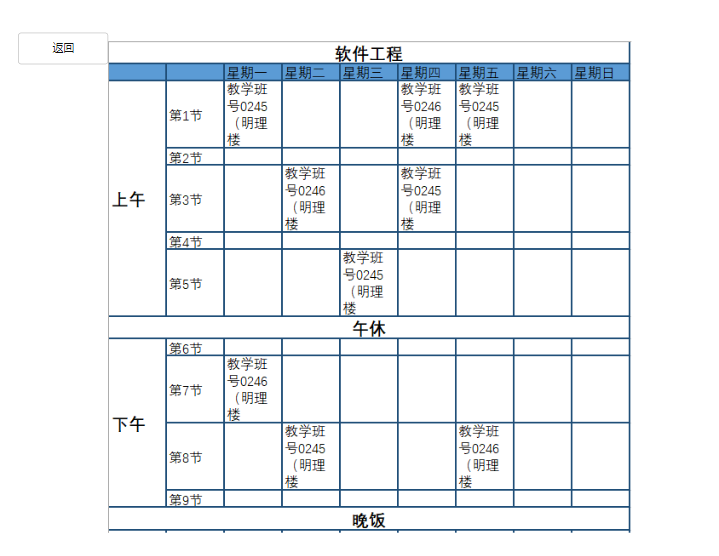 返回
软件工程
星期一 星期二 星期三 星期四 星期五 星期六 星期日
上午
第1节
教学班
号0245
（明理
楼
教学班
号0246
（明理
楼
教学班
号0245
（明理
楼
第2节
第3节
教学班
号0246
（明理
楼
教学班
号0245
（明理
楼
第4节
第5节
教学班
号0245
（明理
楼
午休
下午
第6节
第7节
教学班
号0246
（明理
楼
第8节
教学班
号0245
（明理
楼
教学班
号0246
（明理
楼
第9节
晚饭